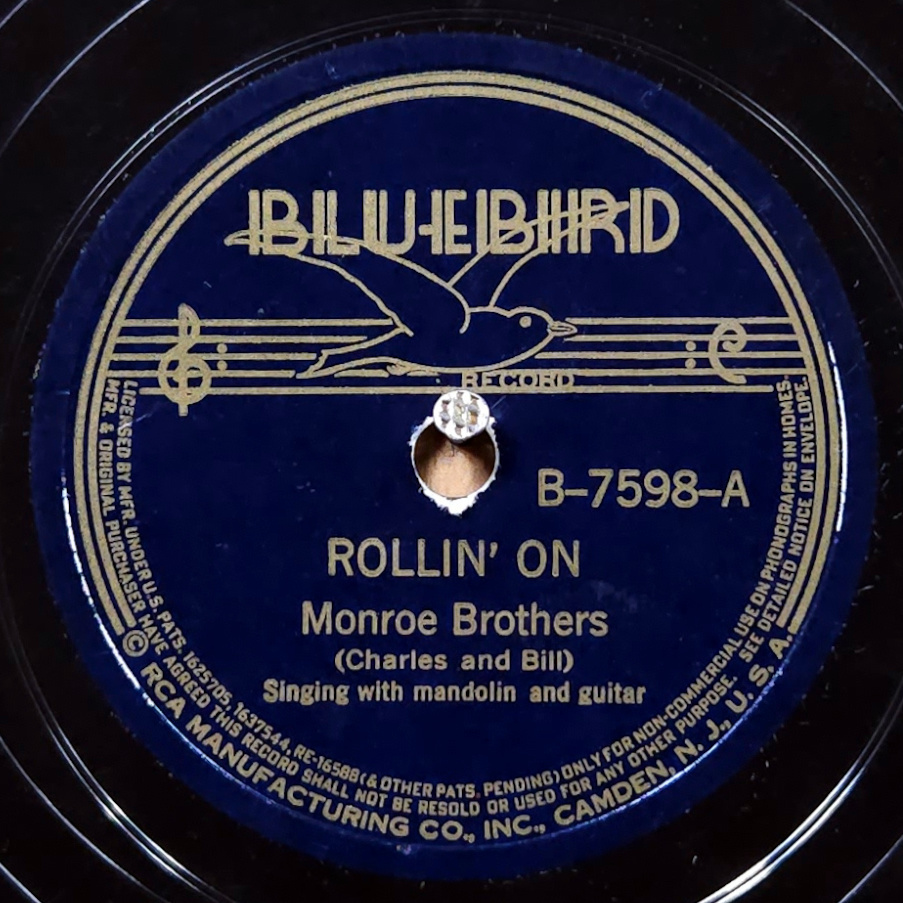 BLUEBIRD
RECORD
B-7598-A
ROLLIN' ON
Monroe Brothers
(Charles and Bill)
Singing with mandolin and guitar
LICENSED BY MFR. UNDER U.S. PATS. 1625705, 1637544, RE-16588 (& OTHER PATS. PENDING) ONLY FOR NON-COMMERCIAL USE ON PHONOGRAPHS IN HOMES.
MFR. & ORIGINAL PURCHASER HAVE AGREED THIS RECORD SHALL NOT BE RESOLD OR USED FOR ANY OTHER PURPOSE. SEE DETAILED NOTICE ON ENVELOPE.
© RCA MANUFACTURING CO., INC., CAMDEN, N. J., U. S. A.